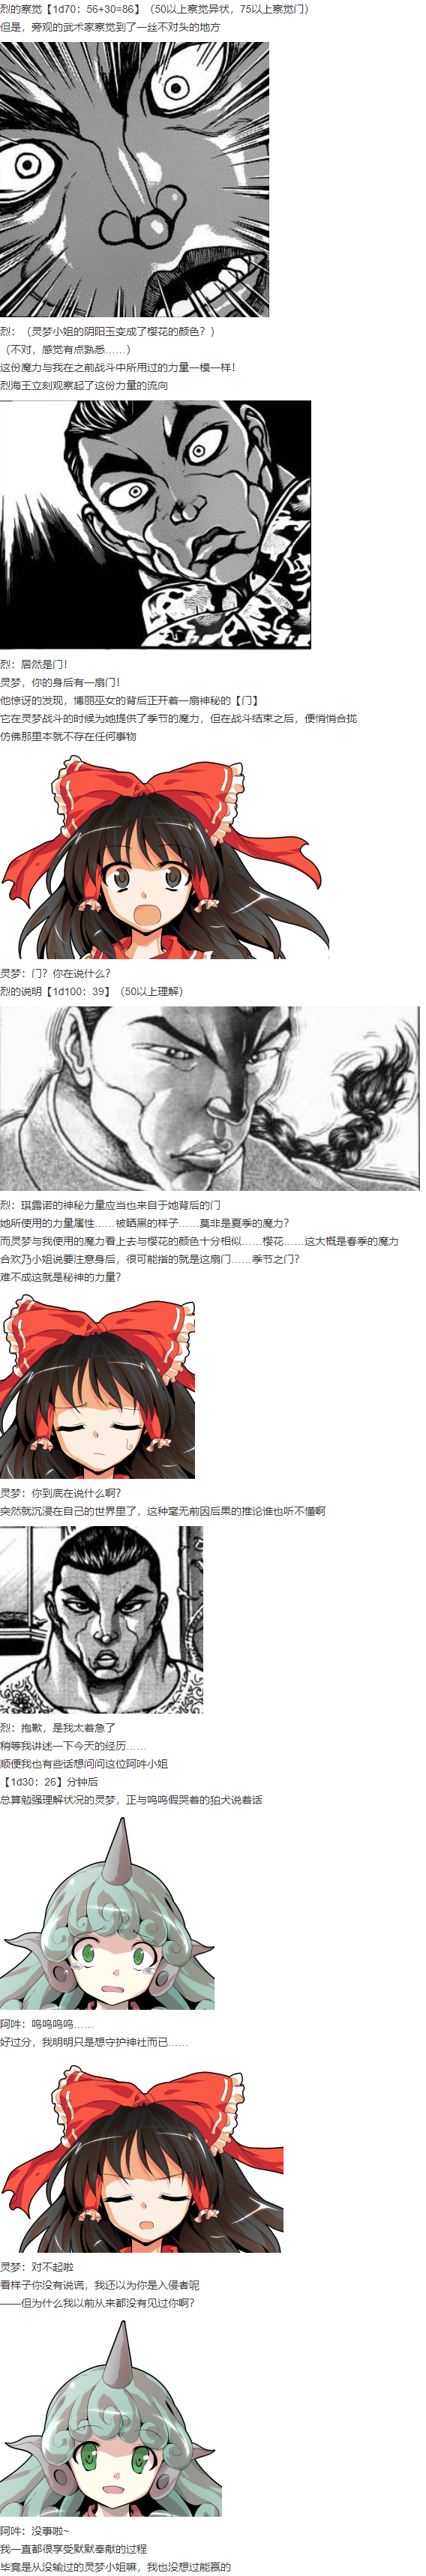 烈的察觉【1d70：56+30=86】（50以上察觉异状，75以上察觉门）
但是，旁观的武术家察觉到了一丝不对头的地方
烈：（灵梦小姐的阴阳玉变成了樱花的颜色？）
（不对，感觉有点熟悉……）
这份魔力与我在之前战斗中所用过的力量一模一样！
烈海王立刻观察起了这份力量的流向
烈：居然是门！
灵梦，你的身后有一扇门！
他惊讶的发现，博丽巫女的背后正开着一扇神秘的【门】
它在灵梦战斗的时候为她提供了季节的魔力，但在战斗结束之后，便悄悄合拢
仿佛那里本就不存在任何事物
灵梦：门？你在说什么？
烈的说明【1d100：39】（50以上理解）
烈：琪露诺的神秘力量应当也来自于她背后的门
她所使用的力量属性……被晒黑的样子……莫非是夏季的魔力？
而灵梦与我使用的魔力看上去与樱花的颜色十分相似……樱花……这大概是春季的魔力
合欢乃小姐说要注意身后，很可能指的就是这扇门……季节之门？
难不成这就是秘神的力量？
灵梦：你到底在说什么啊？
突然就沉浸在自己的世界里了，这种毫无前因后果的推论谁也听不懂啊
烈：抱歉，是我太着急了
稍等我讲述一下今天的经历……
顺便我也有些话想问问这位阿吽小姐
【1d30：26】分钟后
总算勉强理解状况的灵梦，正与呜呜假哭着的狛犬说着话
阿吽：呜呜呜呜……
好过分，我明明只是想守护神社而已……
灵梦：对不起啦
看样子你没有说谎，我还以为你是入侵者呢
——但为什么我以前从来都没有见过你啊？
阿吽：没事啦~
我一直都很享受默默奉献的过程
毕竟是从没输过的灵梦小姐嘛，我也没想过能赢的